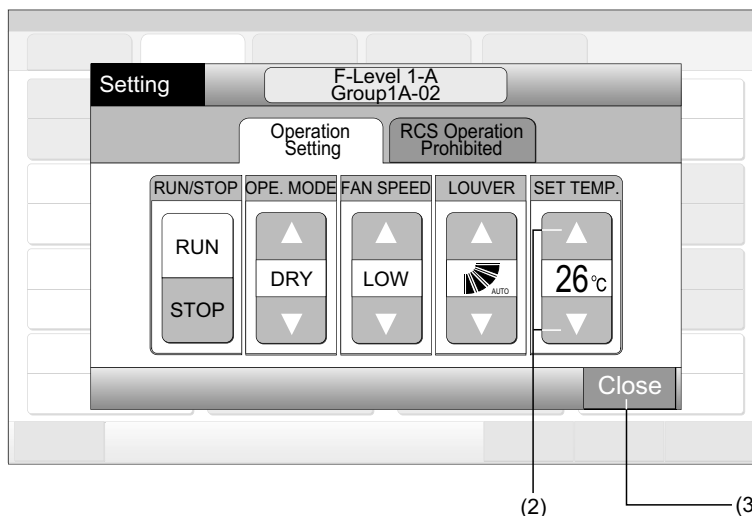 Setting
F-Level 1-A
Group1A-02
Operation
Setting
RCS Operation
Prohibited
RUN/STOP OPE. MODE FAN SPEED LOUVER SET TEMP.
RUN
STOP
DRY
LOW
AUTO
26°C
Close
(2)
(3